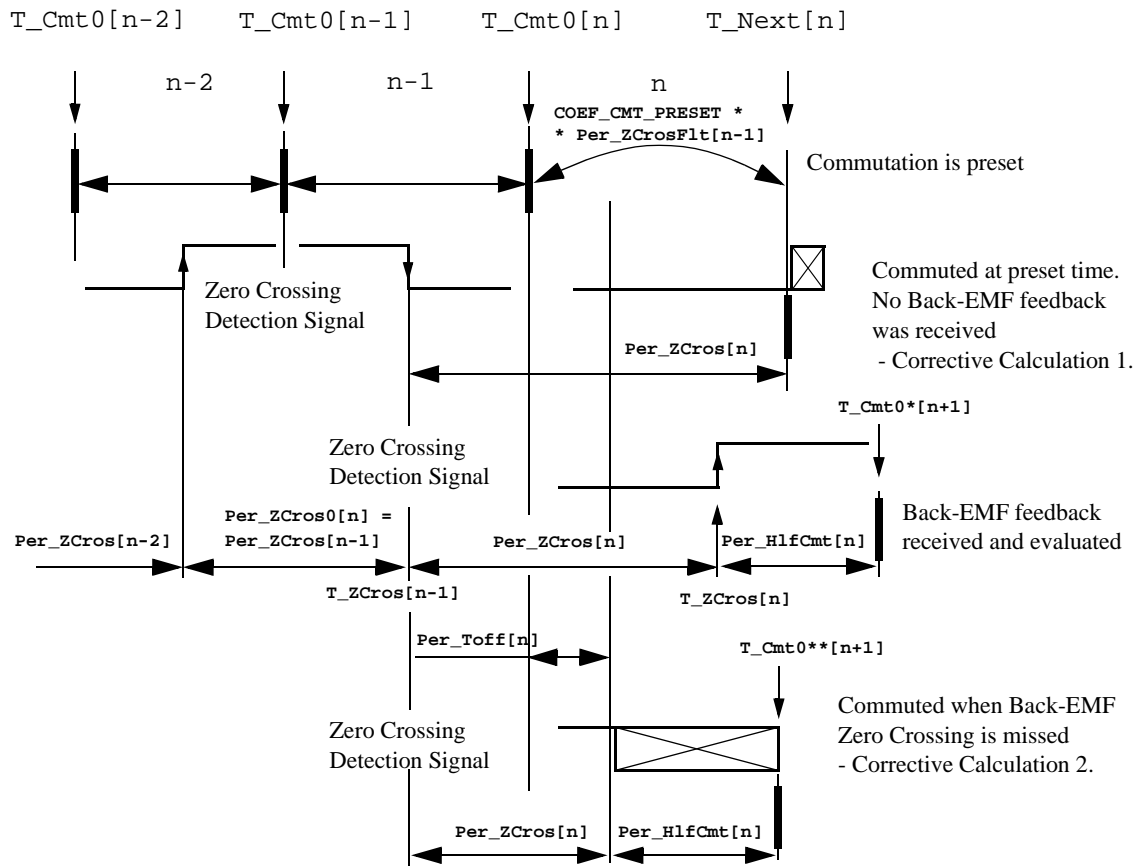 T_Cmt0[n-2]
T_Cmt0[n-1]
T_Cmt0[n]
T_Next[n]
n-2
n-1
n
COEF_CMT_PRESET *
* Per_ZCrosFlt[n-1]
Commutation is preset
Zero Crossing
Detection Signal
Commuted at preset time.
No Back-EMF feedback
was received
- Corrective Calculation 1.
Per_ZCros[n]
T_Cmt0*[n+1]
Zero Crossing
Detection Signal
Per_ZCros[n-2]
Per_ZCros0[n] =
Per_ZCros[n-1]
Per_ZCros[n]
Per_HlfCmt[n]
Back-EMF feedback
received and evaluated
T_ZCros[n-1]
T_ZCros[n]
Per_Toff[n]
T_Cmt0**[n+1]
Zero Crossing
Detection Signal
Commuted when Back-EMF
Zero Crossing is missed
- Corrective Calculation 2.
Per_ZCros[n]
Per_HlfCmt[n]